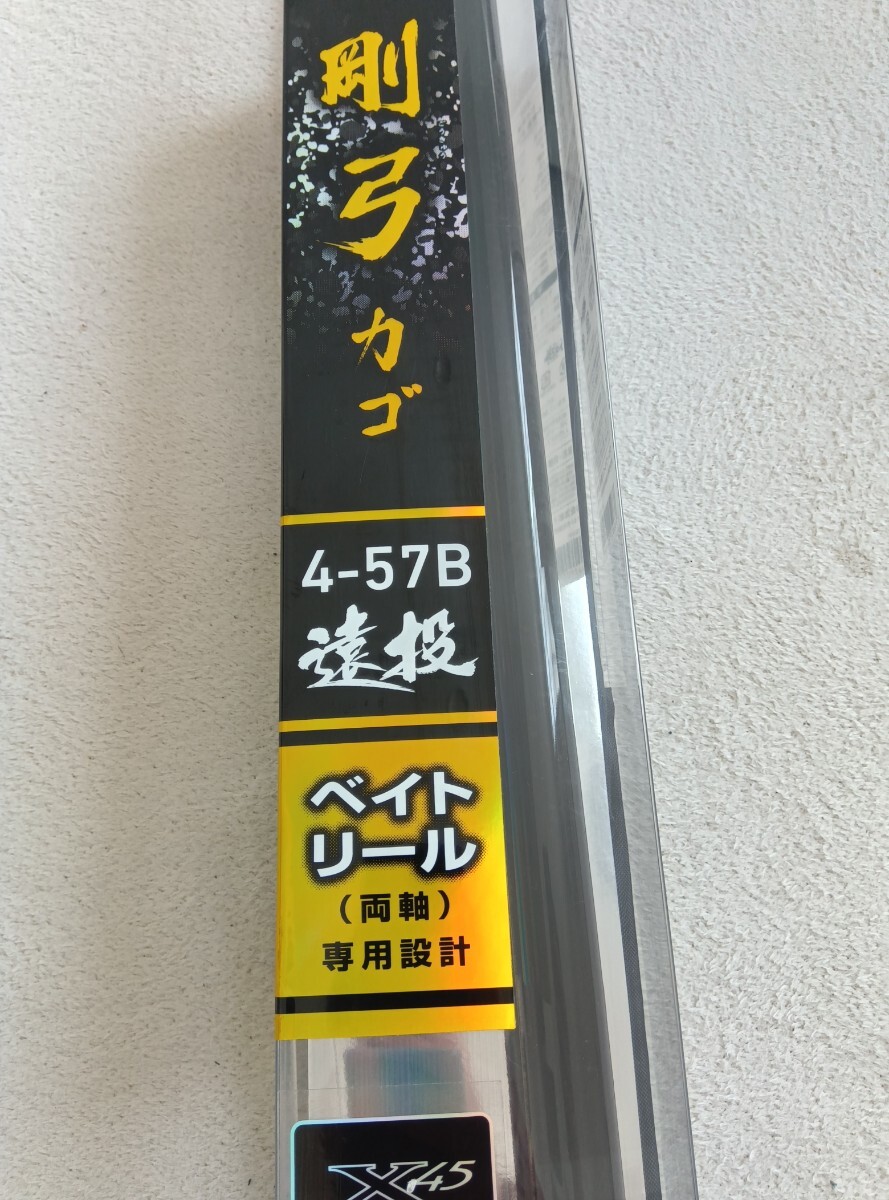 剛弓カゴ
4-57B
遠投
ベイト
リール
（両軸）
専用設計
X45